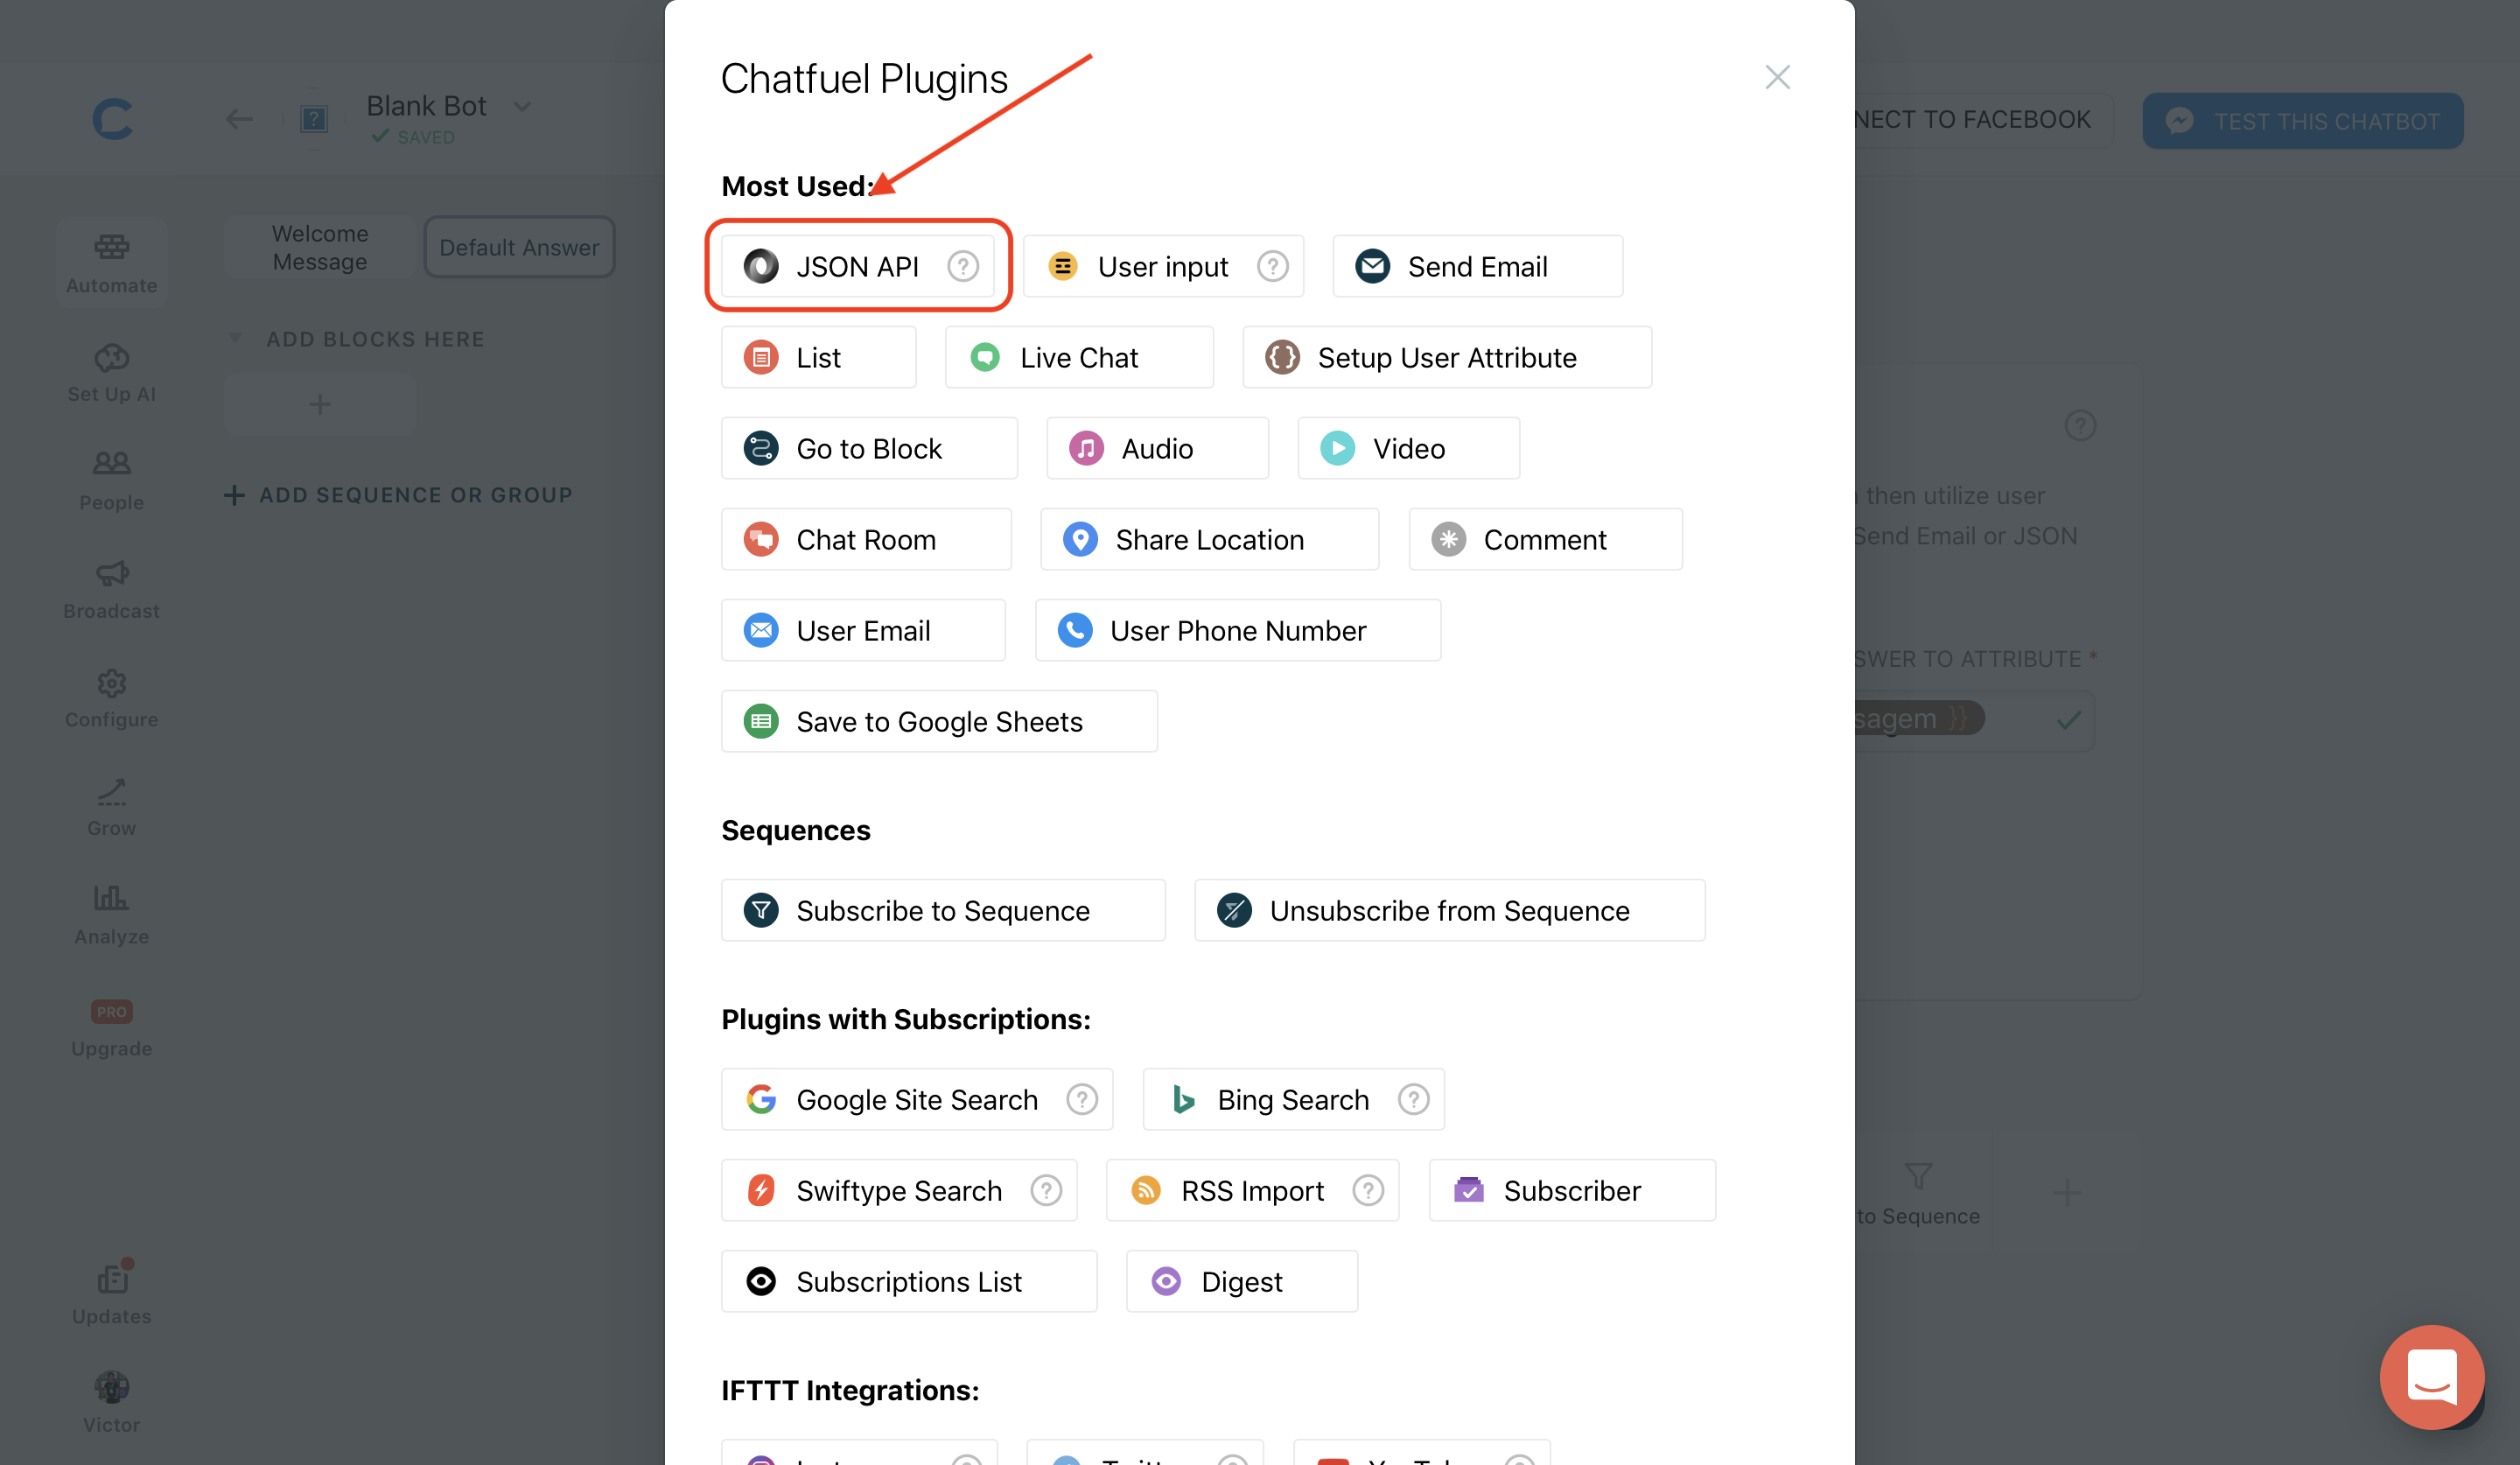 Chatfuel Plugins
Blank Bot
SAVED
NECT TO FACEBOOK
TEST THIS CHATBOT
Most Used:
Welcome
Message
Default Answer
Automate
JSON API ?
User input ?
Send Email
ADD BLOCKS HERE
List
Live Chat
Setup User Attribute
Set Up AI
Go to Block
Audio
Video
People
ADD SEQUENCE OR GROUP
then utilize user
Send Email or JSON
Chat Room
Share Location
Comment
Broadcast
User Email
User Phone Number
SWER TO ATTRIBUTE *
Configure
Save to Google Sheets
sagem }}
Grow
Sequences
Analyze
Subscribe to Sequence
Unsubscribe from Sequence
PRO
Upgrade
Plugins with Subscriptions:
Google Site Search ?
Bing Search ?
Swiftype Search ?
RSS Import ?
Subscriber
to Sequence
Subscriptions List
Digest
Updates
IFTTT Integrations:
Victor